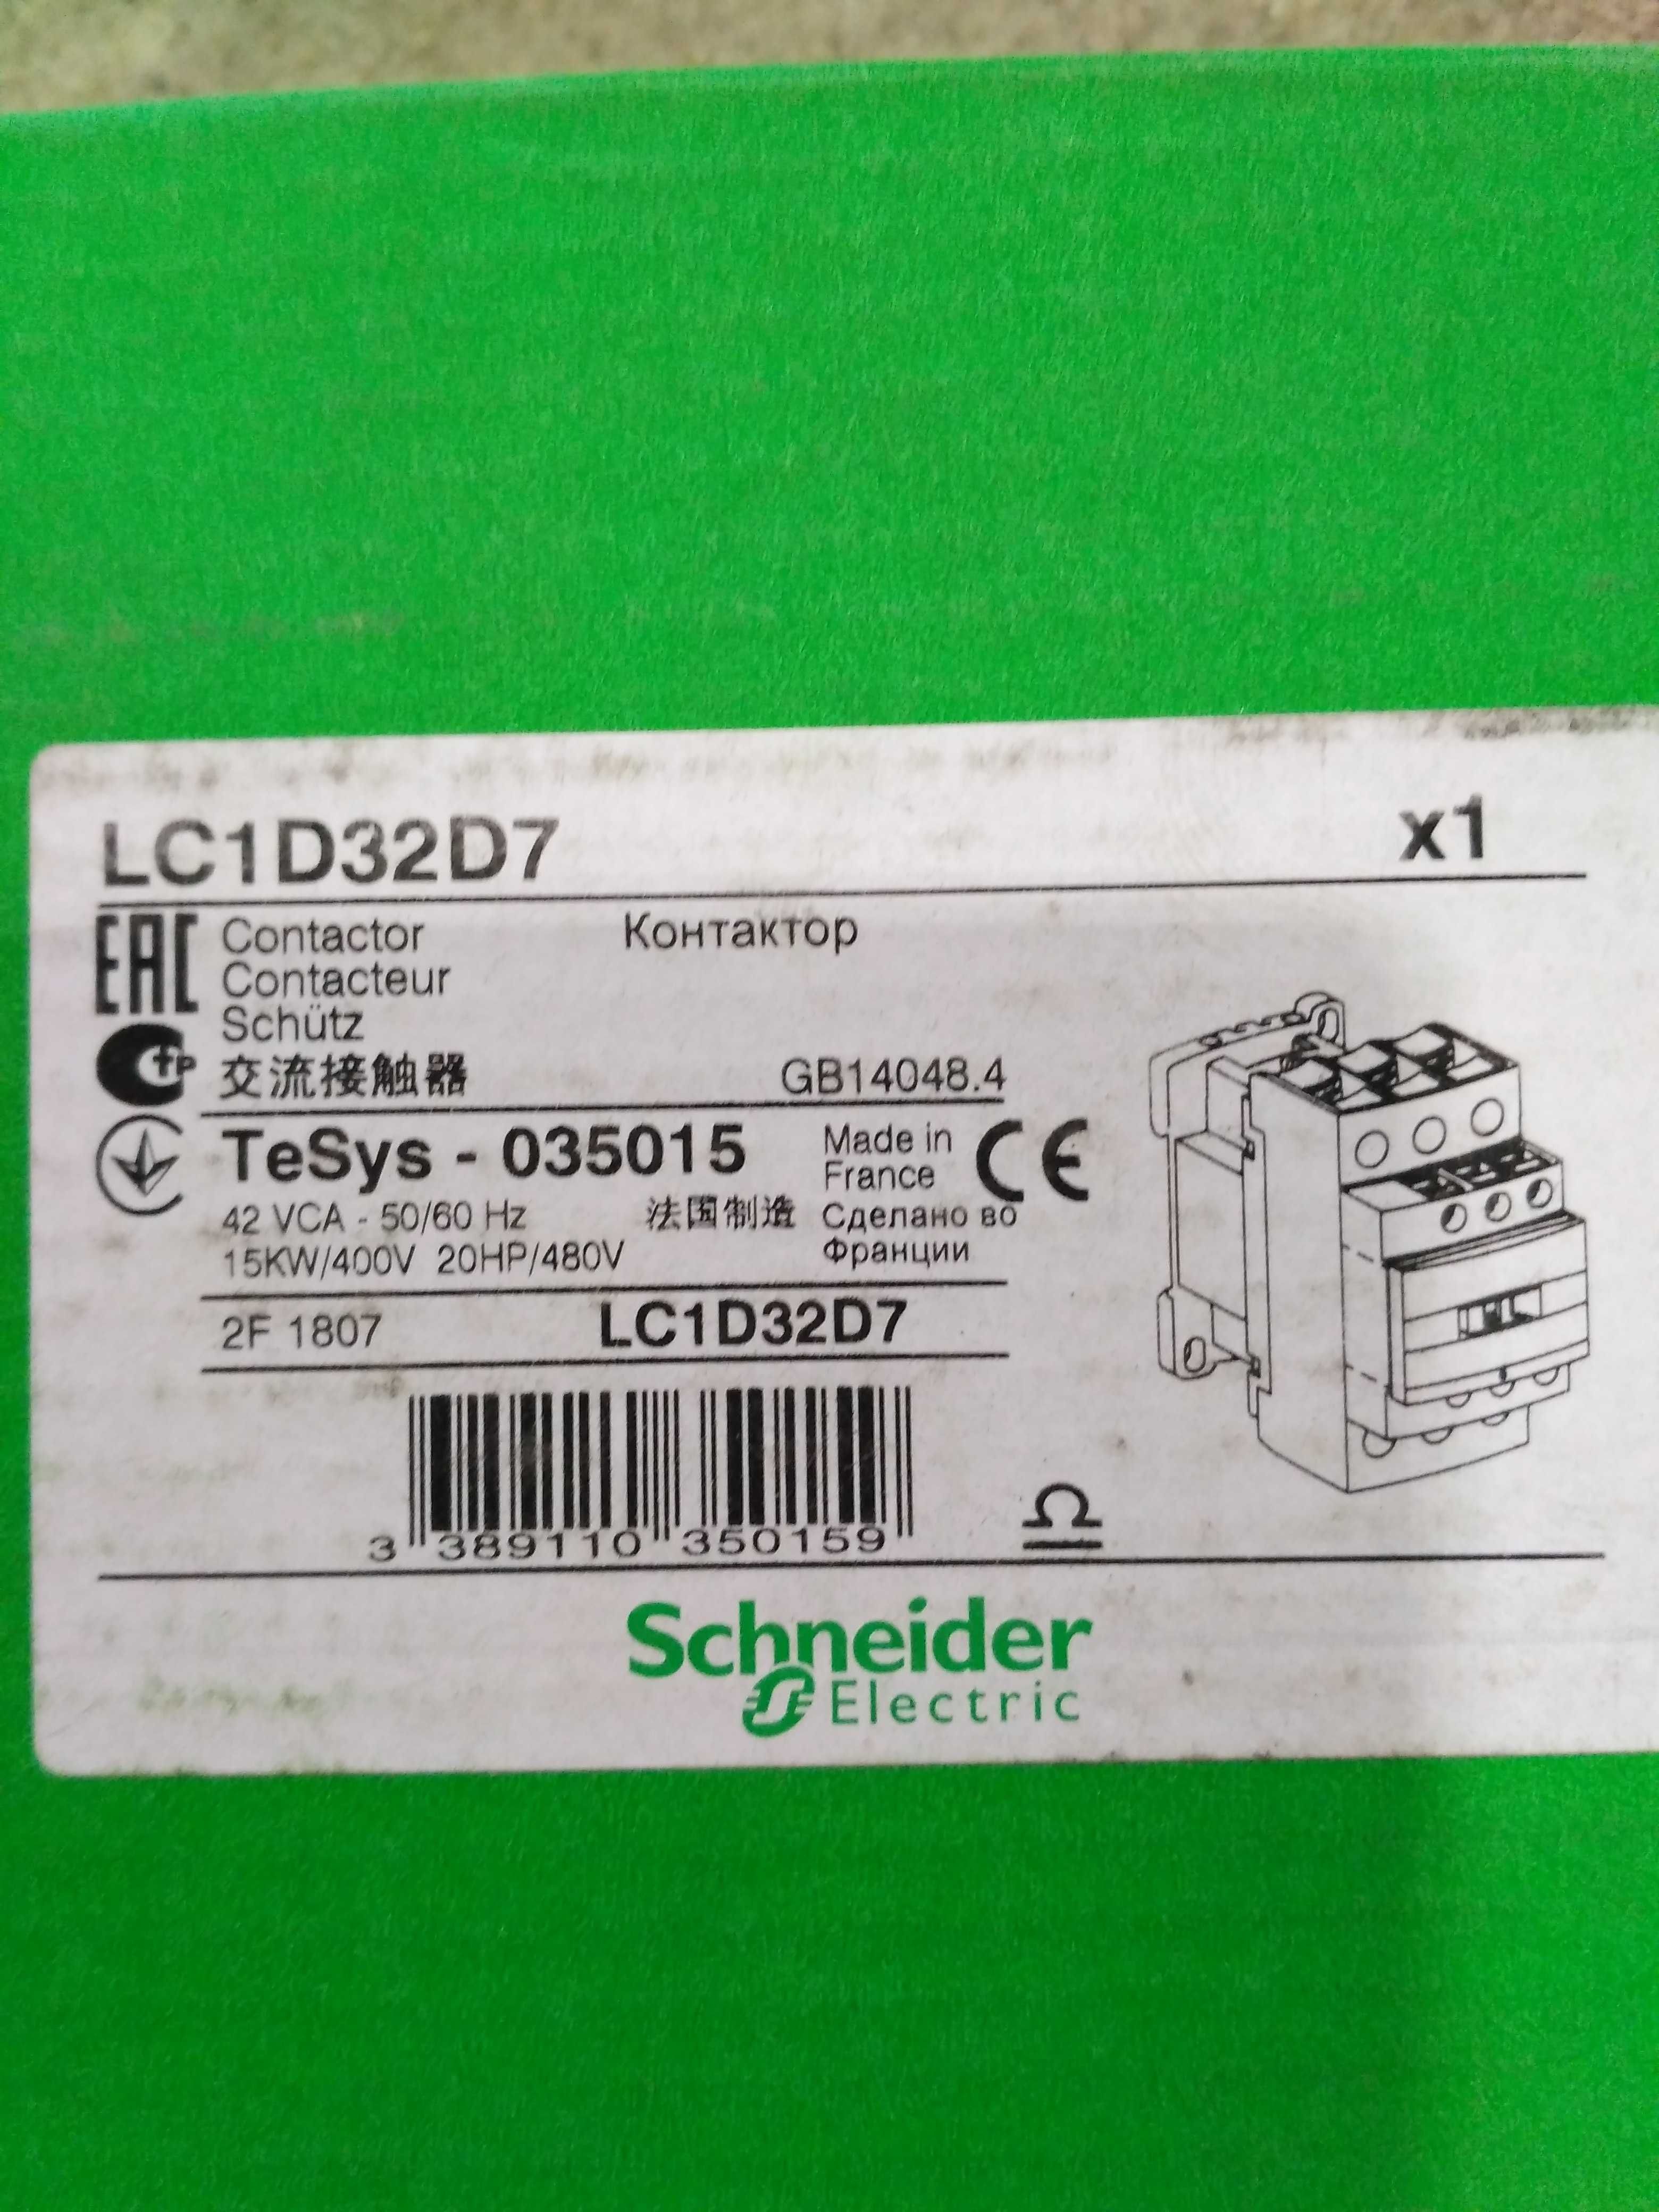 LC1D32D7 x1
EAC Contactor Контактор
Contacteur
Schütz
交流接触器 GB14048.4
TeSys - 035015 Made in France CE
42 VCA - 50/60 Hz 法国制造 Сделано во
15KW/400V 20HP/480V Франции
2F 1807 LC1D32D7
3 389110 350159
Schneider
Electric